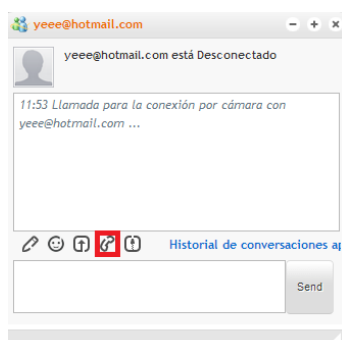 yeee@hotmail.com
yeee@hotmail.com está Desconectado
11:53 Llamada para la conexión por cámara con
yeee@hotmail.com ...
Historial de conversaciones
Send